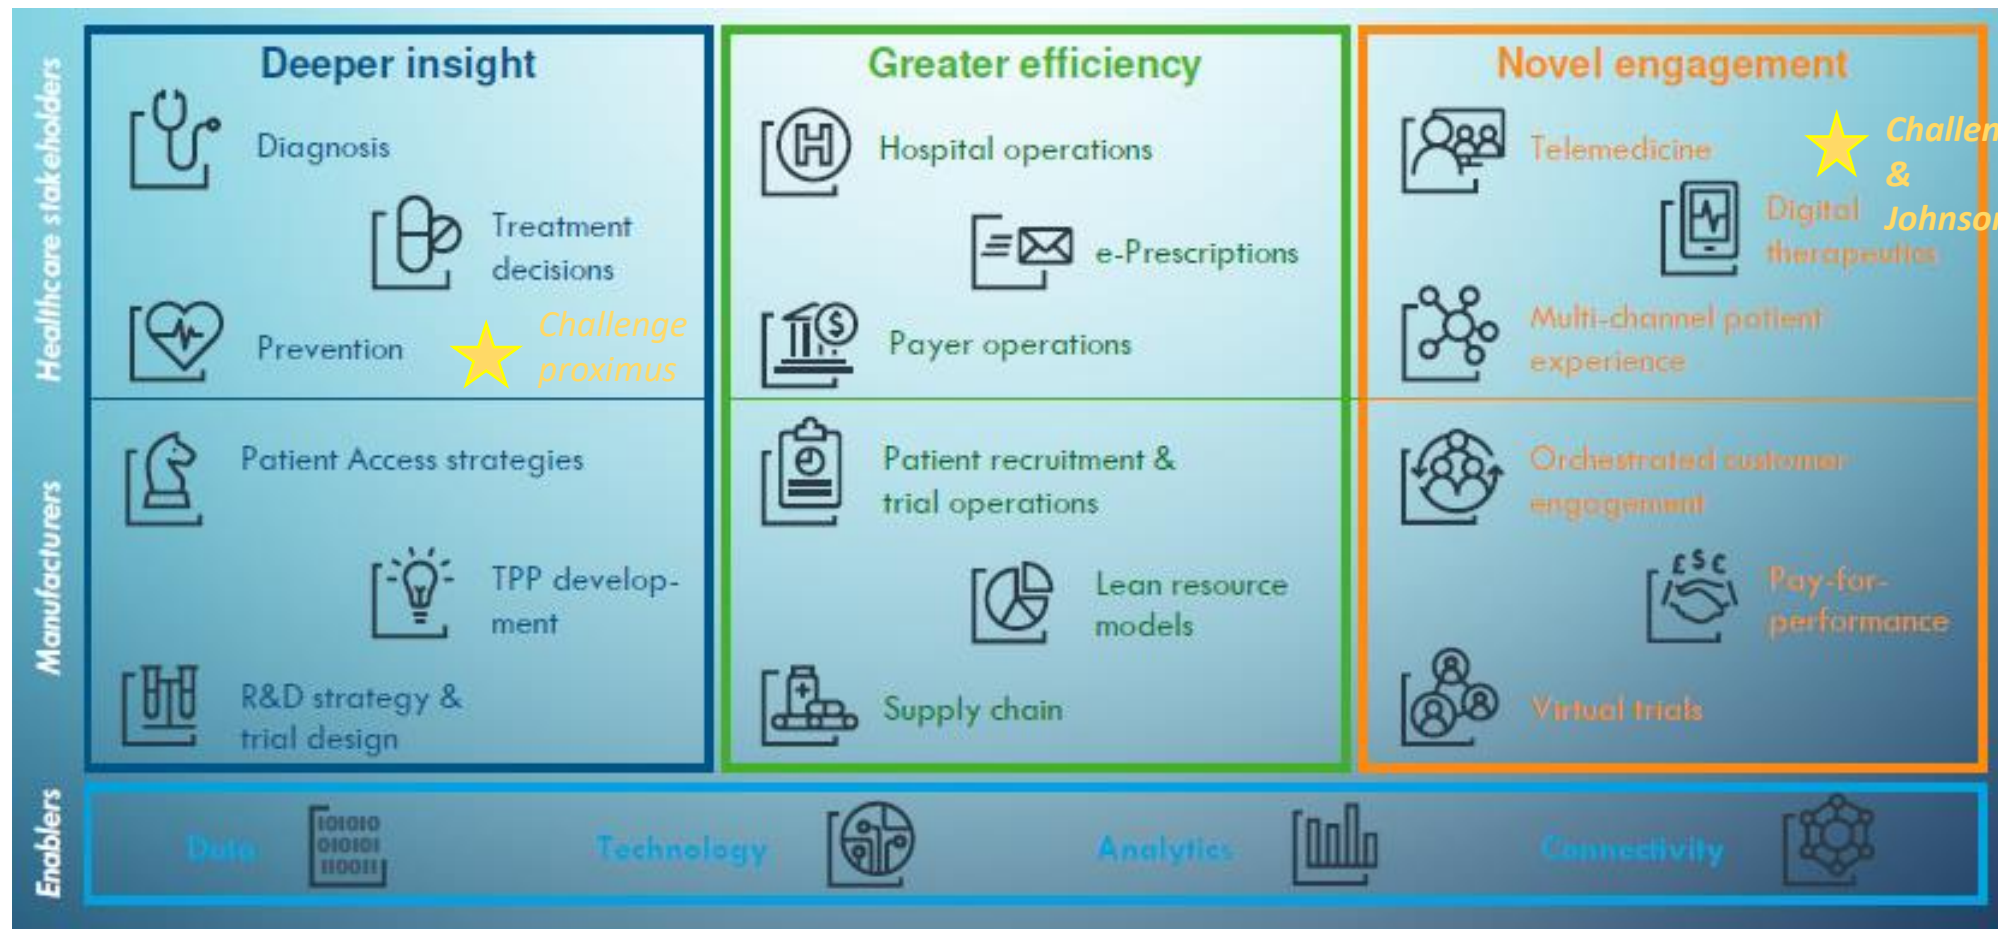 Healthcare stakeholders
Deeper insight
Diagnosis
Treatment
decisions
Prevention
Challenge
proximus
Greater efficiency
Hospital operations
e-Prescriptions
Payer operations
Novel engagement
Telemedicine
Challen
&
Johnson
Digital
therapeutics
Multi-channel patient
experience
Manufacturers
Patient Access strategies
TPP develop-
ment
R&D strategy &
trial design
Patient recruitment &
trial operations
Lean resource
models
Supply chain
Orchestrated customer
engagement
£$€
Pay-for-
performance
Virtual trials
Enablers
Data
101010
010101
110011
Technology
Analytics
Connectivity